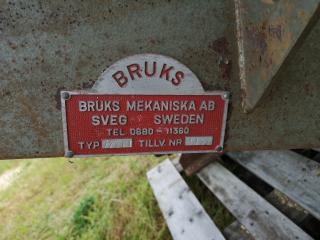 BRUKS
BRUKS MEKANISKA AB
SVEG SWEDEN
TEL 0680 - 11360
TYP TILLV. NR